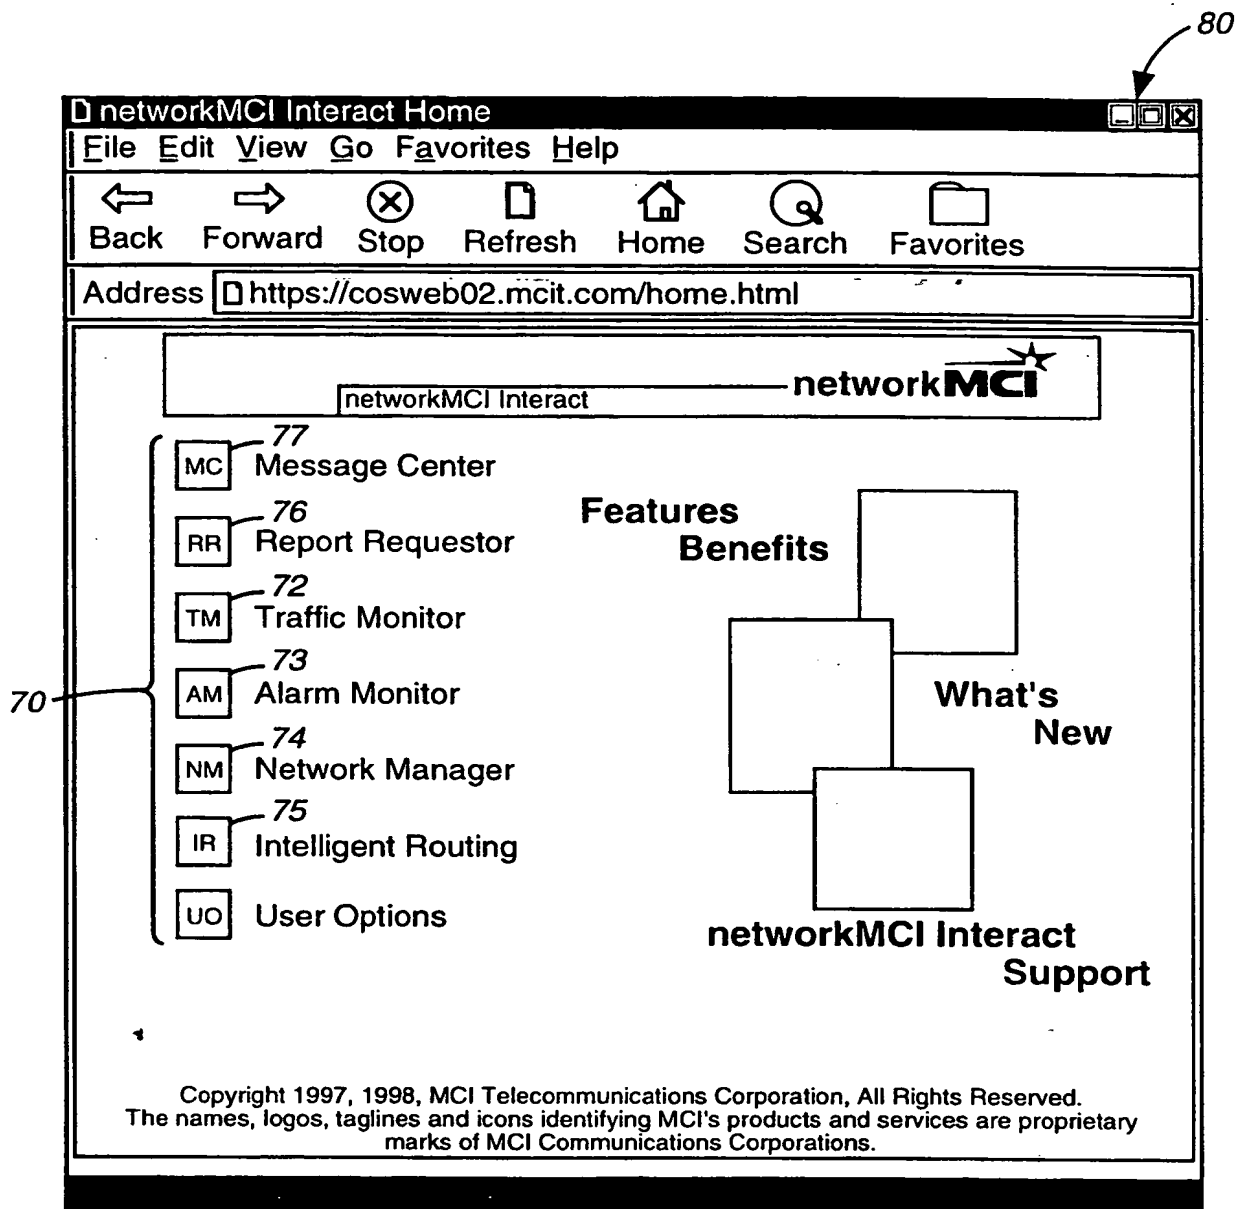 80
networkMCI Interact Home
File Edit View Go Favorites Help
Back Forward Stop Refresh Home Search Favorites
Address https://cosweb02.mcit.com/home.html
networkMCI Interact
networkMCI
70
77
MC Message Center
76
RR Report Requestor
72
TM Traffic Monitor
73
AM Alarm Monitor
74
NM Network Manager
75
IR Intelligent Routing
UO User Options
Features
Benefits
What's
New
networkMCI Interact
Support
Copyright 1997, 1998, MCI Telecommunications Corporation, All Rights Reserved.
The names, logos, taglines and icons identifying MCI's products and services are proprietary
marks of MCI Communications Corporations.